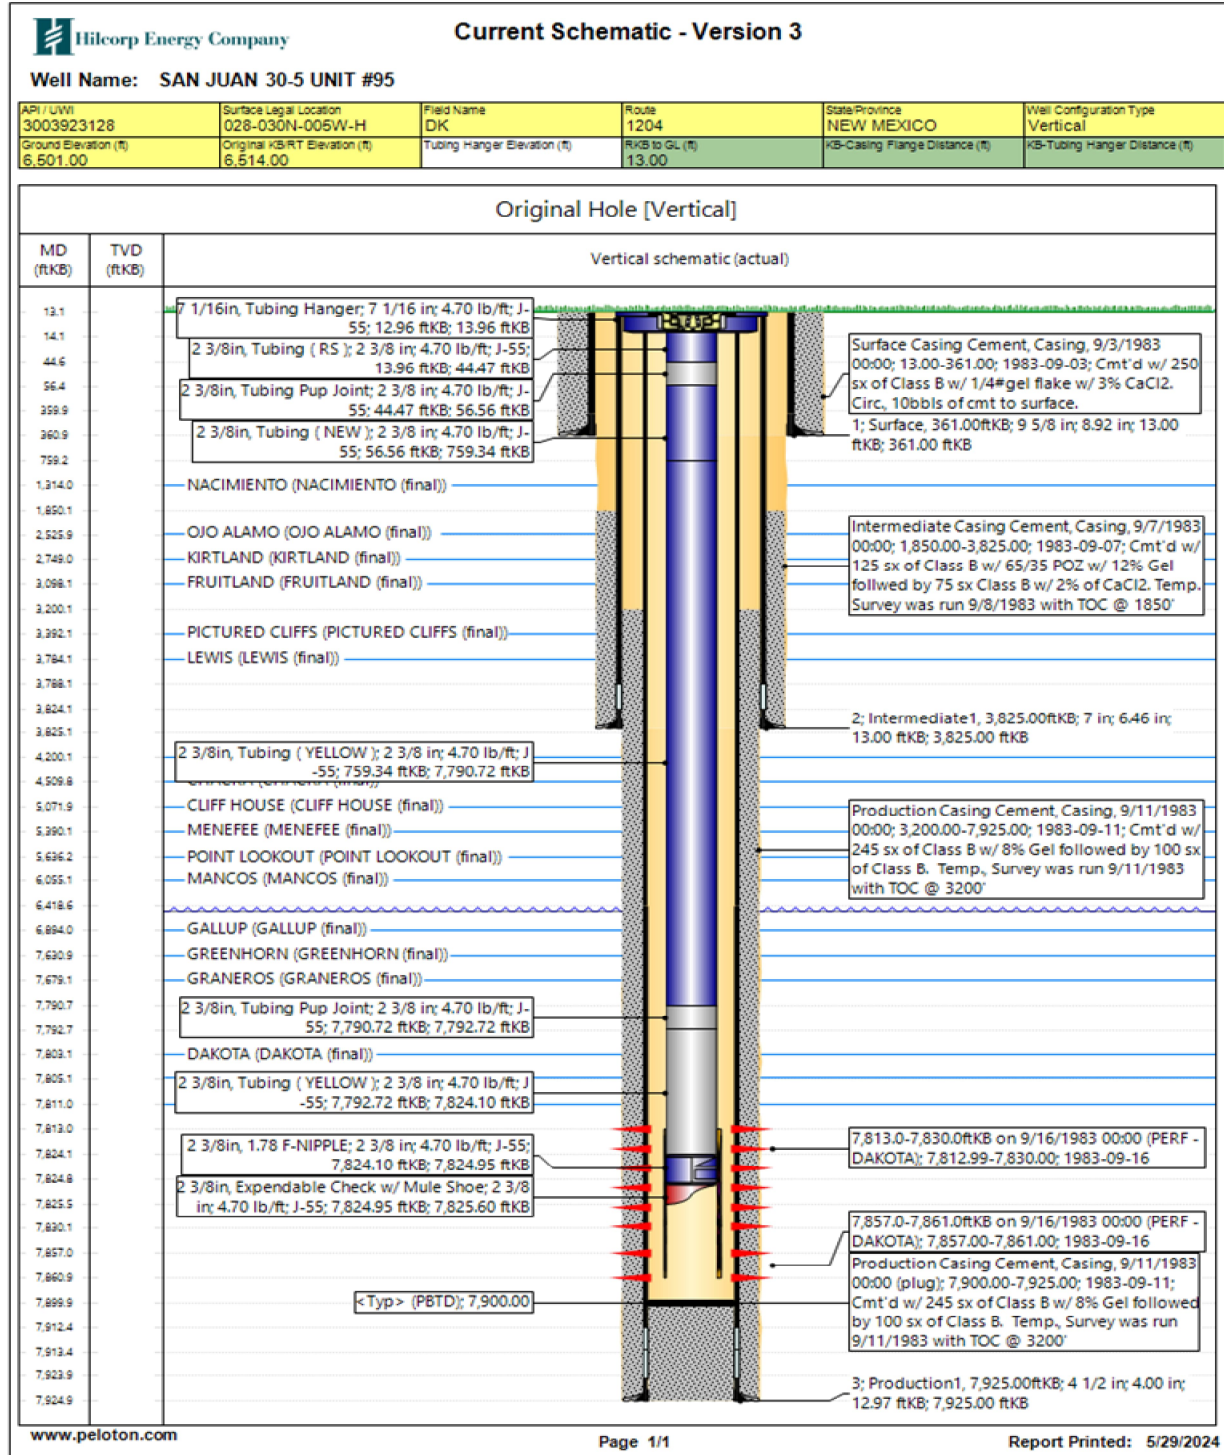 Hilcorp Energy Company
Current Schematic - Version 3
Well Name: SAN JUAN 30-5 UNIT #95
API / UWI
3003923128
Surface Legal Location
028-030N-005W-H
Field Name
DK
Route
1204
State/Province
NEW MEXICO
Well Configuration Type
Vertical
Ground Elevation (ft)
6,501.00
Original KB/RT Elevation (ft)
6,514.00
Tubing Hanger Elevation (ft)
RKB to GL (ft)
13.00
KB-Casing Flange Distance (ft)
KB-Tubing Hanger Distance (ft)
Original Hole [Vertical]
MD
(ftKB)
TVD
(ftKB)
Vertical schematic (actual)
13.1
14.1
44.6
56.4
359.9
360.9
759.2
1,314.0
1,850.1
2,525.9
2,749.0
3,098.1
3,200.1
3,392.1
3,784.1
3,788.1
3,824.1
3,825.1
4,200.1
4,509.8
5,071.9
5,390.1
5,636.2
6,055.1
6,418.6
6,894.0
7,630.9
7,679.1
7,790.7
7,792.7
7,803.1
7,805.1
7,811.0
7,813.0
7,824.1
7,824.8
7,825.5
7,830.1
7,857.0
7,860.9
7,899.9
7,912.4
7,913.4
7,923.9
7,924.9
7 1/16in, Tubing Hanger; 7 1/16 in; 4.70 lb/ft; J-
55; 12.96 ftKB; 13.96 ftKB
2 3/8in, Tubing ( RS ); 2 3/8 in; 4.70 lb/ft; J-55;
13.96 ftKB; 44.47 ftKB
2 3/8in, Tubing Pup Joint; 2 3/8 in; 4.70 lb/ft; J-
55; 44.47 ftKB; 56.56 ftKB
2 3/8in, Tubing ( NEW ); 2 3/8 in; 4.70 lb/ft; J-
55; 56.56 ftKB; 759.34 ftKB
NACIMIENTO (NACIMIENTO (final))
OJO ALAMO (OJO ALAMO (final))
KIRTLAND (KIRTLAND (final))
FRUITLAND (FRUITLAND (final))
PICTURED CLIFFS (PICTURED CLIFFS (final))
LEWIS (LEWIS (final))
2 3/8in, Tubing ( YELLOW ); 2 3/8 in; 4.70 lb/ft; J
-55; 759.34 ftKB; 7,790.72 ftKB
CHACRA (CHACRA (final))
CLIFF HOUSE (CLIFF HOUSE (final))
MENEFEE (MENEFEE (final))
POINT LOOKOUT (POINT LOOKOUT (final))
MANCOS (MANCOS (final))
GALLUP (GALLUP (final))
GREENHORN (GREENHORN (final))
GRANEROS (GRANEROS (final))
2 3/8in, Tubing Pup Joint; 2 3/8 in; 4.70 lb/ft; J-
55; 7,790.72 ftKB; 7,792.72 ftKB
DAKOTA (DAKOTA (final))
2 3/8in, Tubing ( YELLOW ); 2 3/8 in; 4.70 lb/ft; J
-55; 7,792.72 ftKB; 7,824.10 ftKB
2 3/8in, 1.78 F-NIPPLE; 2 3/8 in; 4.70 lb/ft; J-55;
7,824.10 ftKB; 7,824.95 ftKB
2 3/8in, Expendable Check w/ Mule Shoe; 2 3/8
in; 4.70 lb/ft; J-55; 7,824.95 ftKB; 7,825.60 ftKB
<Typ> (PBTD); 7,900.00
Surface Casing Cement, Casing, 9/3/1983
00:00; 13.00-361.00; 1983-09-03; Cmt'd w/ 250
sx of Class B w/ 1/4#gel flake w/ 3% CaCl2.
Circ, 10bbls of cmt to surface.
1; Surface, 361.00ftKB; 9 5/8 in; 8.92 in; 13.00
ftKB; 361.00 ftKB
Intermediate Casing Cement, Casing, 9/7/1983
00:00; 1,850.00-3,825.00; 1983-09-07; Cmt'd w/
125 sx of Class B w/ 65/35 POZ w/ 12% Gel
follwed by 75 sx Class B w/ 2% of CaCl2. Temp.
Survey was run 9/8/1983 with TOC @ 1850'
2; Intermediate1, 3,825.00ftKB; 7 in; 6.46 in;
13.00 ftKB; 3,825.00 ftKB
Production Casing Cement, Casing, 9/11/1983
00:00; 3,200.00-7,925.00; 1983-09-11; Cmt'd w/
245 sx of Class B w/ 8% Gel followed by 100 sx
of Class B. Temp., Survey was run 9/11/1983
with TOC @ 3200'
7,813.0-7,830.0ftKB on 9/16/1983 00:00 (PERF -
DAKOTA); 7,812.99-7,830.00; 1983-09-16
7,857.0-7,861.0ftKB on 9/16/1983 00:00 (PERF -
DAKOTA); 7,857.00-7,861.00; 1983-09-16
Production Casing Cement, Casing, 9/11/1983
00:00 (plug); 7,900.00-7,925.00; 1983-09-11;
Cmt'd w/ 245 sx of Class B w/ 8% Gel followed
by 100 sx of Class B. Temp., Survey was run
9/11/1983 with TOC @ 3200'
3; Production1, 7,925.00ftKB; 4 1/2 in; 4.00 in;
12.97 ftKB; 7,925.00 ftKB
www.peloton.com
Page 1/1
Report Printed: 5/29/2024